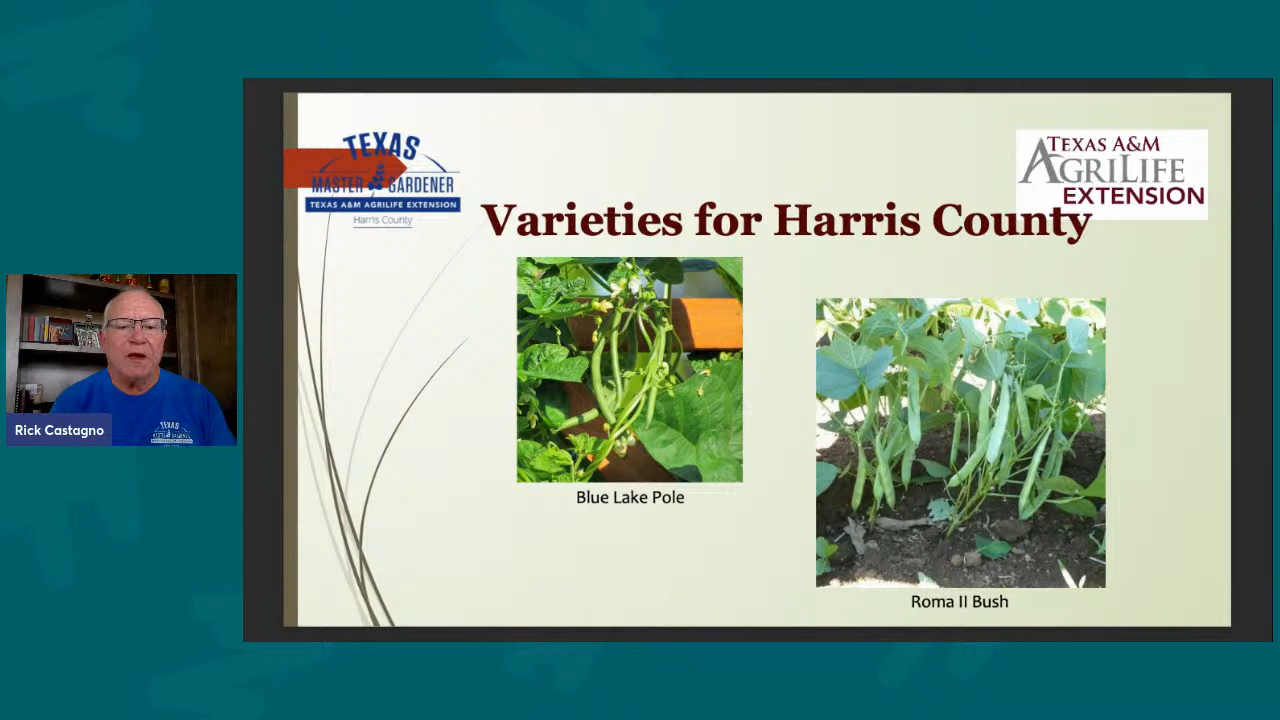 TEXAS
MASTER GARDENER
TEXAS A&M AGRILIFE EXTENSION
Harris County
TEXAS A&M
AGRILIFE
EXTENSION
Varieties for Harris County
Blue Lake Pole
Roma II Bush
Rick Castagno
TEXAS